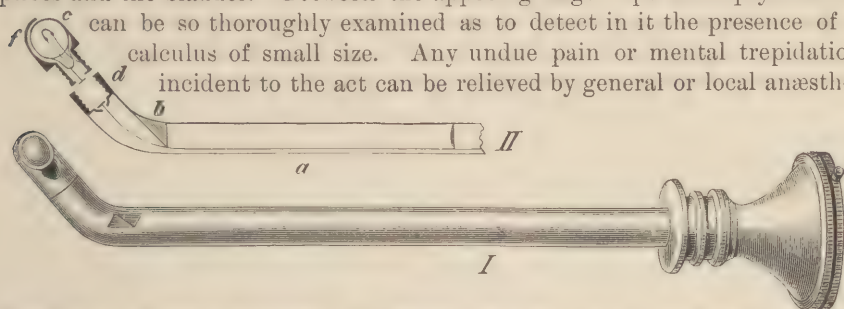 can be so thoroughly examined as to detect in it the presence of
calculus of small size. Any undue pain or mental trepidatio
incident to the act can be relieved by general or local anæsth
f
c
d
b
II
a
I